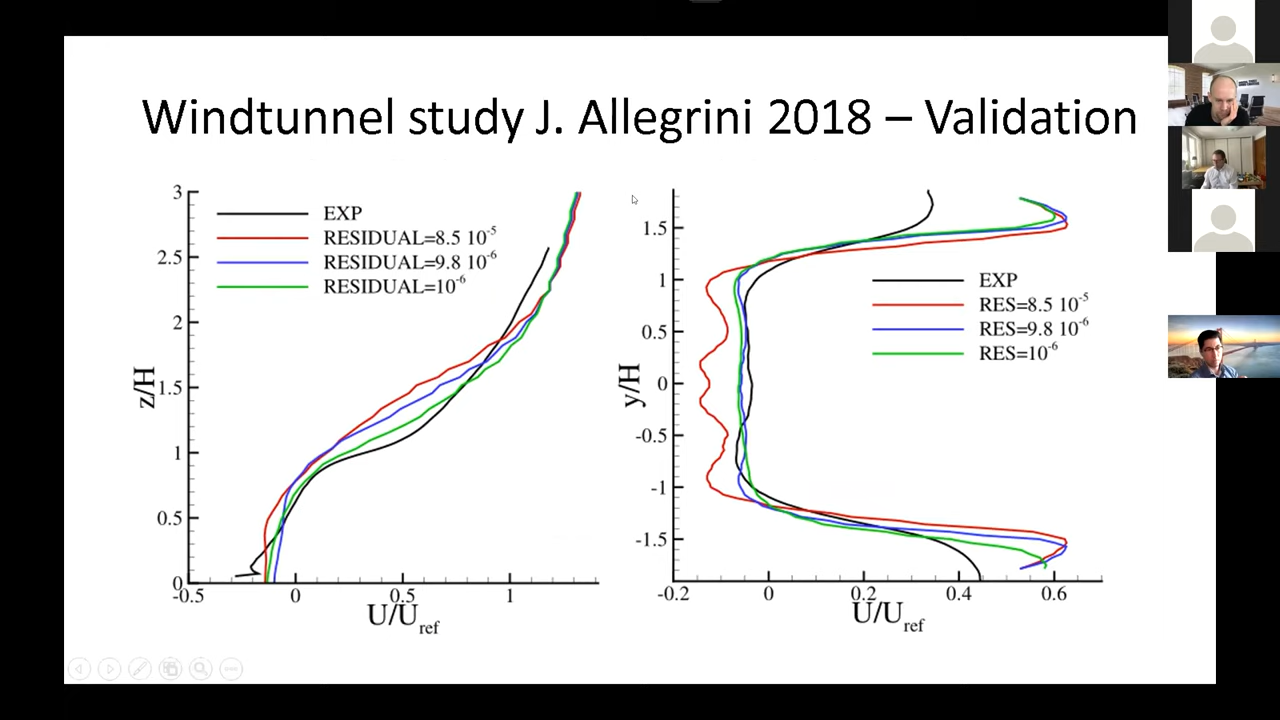 Windtunnel study J. Allegrini 2018 – Validation
3
2.5
2
1.5
1
0.5
0
z/H
EXP
RESIDUAL=8.5 10-5
RESIDUAL=9.8 10-6
RESIDUAL=10-6
-0.5 0 0.5 1
U/Uref
1.5
1
0.5
0
-0.5
-1
-1.5
y/H
EXP
RES=8.5 10-5
RES=9.8 10-6
RES=10-6
-0.2 0 0.2 0.4 0.6
U/Uref